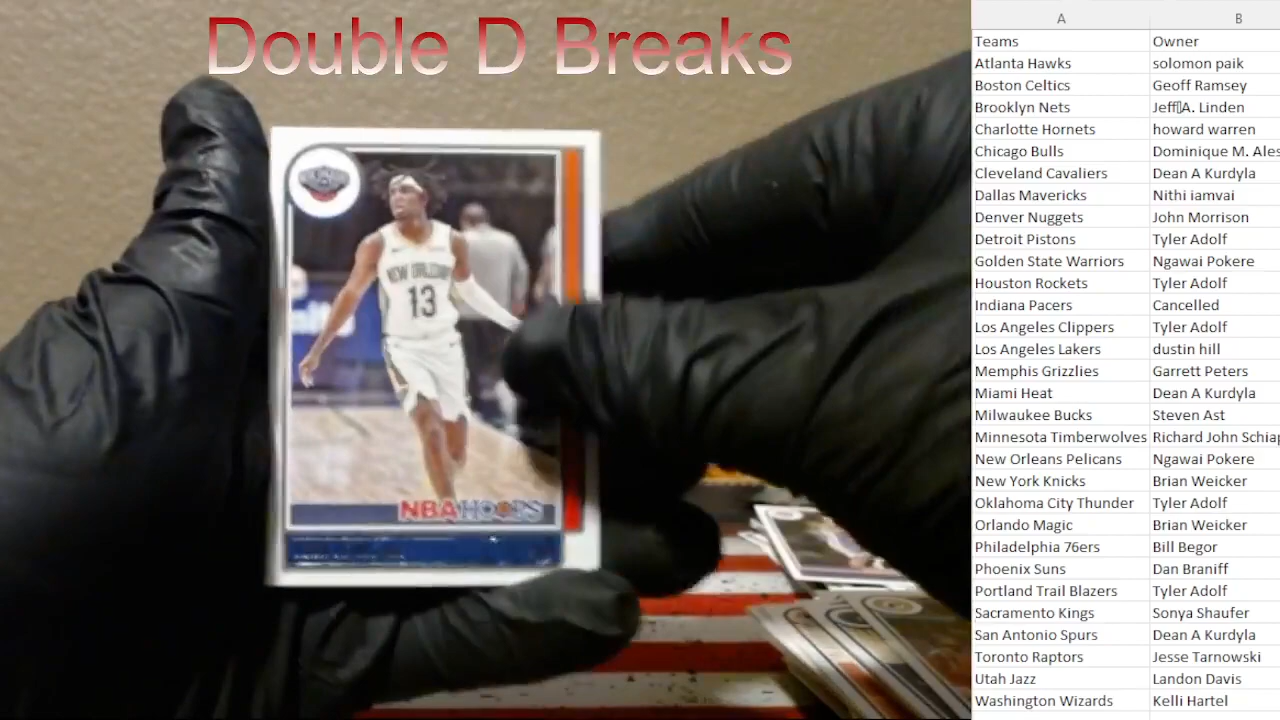 Double D Breaks
NEW ORLEANS
13
NBA HOOPS
A B
Teams Owner
Atlanta Hawks solomon paik
Boston Celtics Geoff Ramsey
Brooklyn Nets Jeff▯A. Linden
Charlotte Hornets howard warren
Chicago Bulls Dominique M. Ales
Cleveland Cavaliers Dean A Kurdyla
Dallas Mavericks Nithi iamvai
Denver Nuggets John Morrison
Detroit Pistons Tyler Adolf
Golden State Warriors Ngawai Pokere
Houston Rockets Tyler Adolf
Indiana Pacers Cancelled
Los Angeles Clippers Tyler Adolf
Los Angeles Lakers dustin hill
Memphis Grizzlies Garrett Peters
Miami Heat Dean A Kurdyla
Milwaukee Bucks Steven Ast
Minnesota Timberwolves Richard John Schiap
New Orleans Pelicans Ngawai Pokere
New York Knicks Brian Weicker
Oklahoma City Thunder Tyler Adolf
Orlando Magic Brian Weicker
Philadelphia 76ers Bill Begor
Phoenix Suns Dan Braniff
Portland Trail Blazers Tyler Adolf
Sacramento Kings Sonya Shaufer
San Antonio Spurs Dean A Kurdyla
Toronto Raptors Jesse Tarnowski
Utah Jazz Landon Davis
Washington Wizards Kelli Hartel